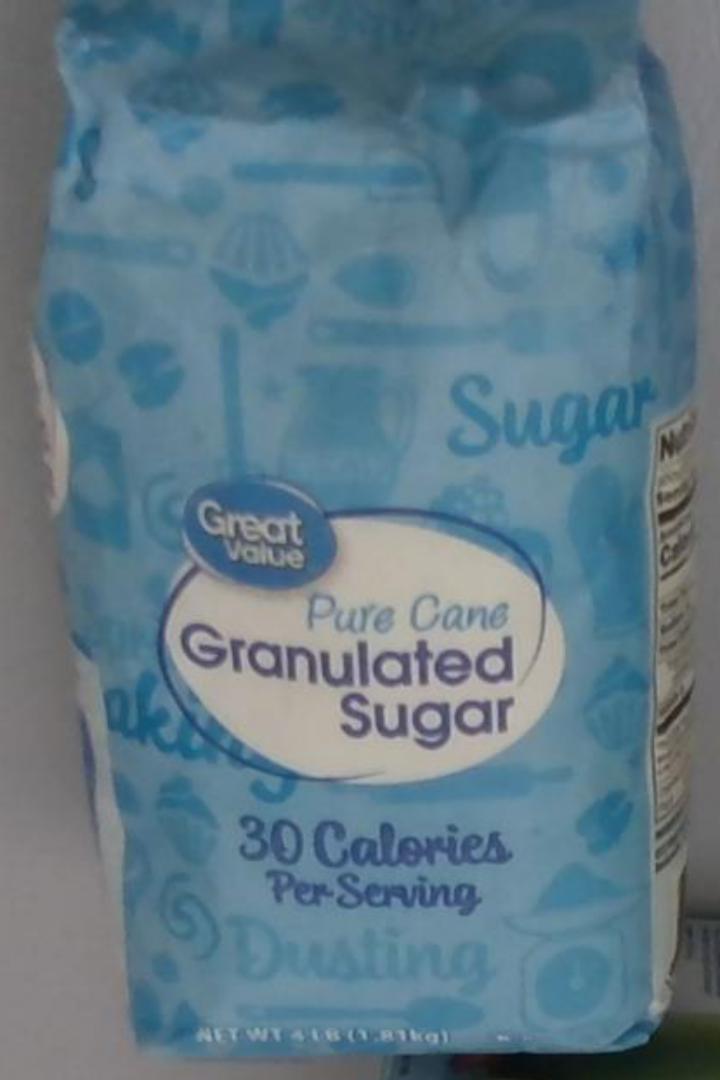 Sugar
Great
Value
Pure Cane
Granulated
Sugar
30 Calories
Per Serving
Dusting
NET WT 4 LB (1.81kg)